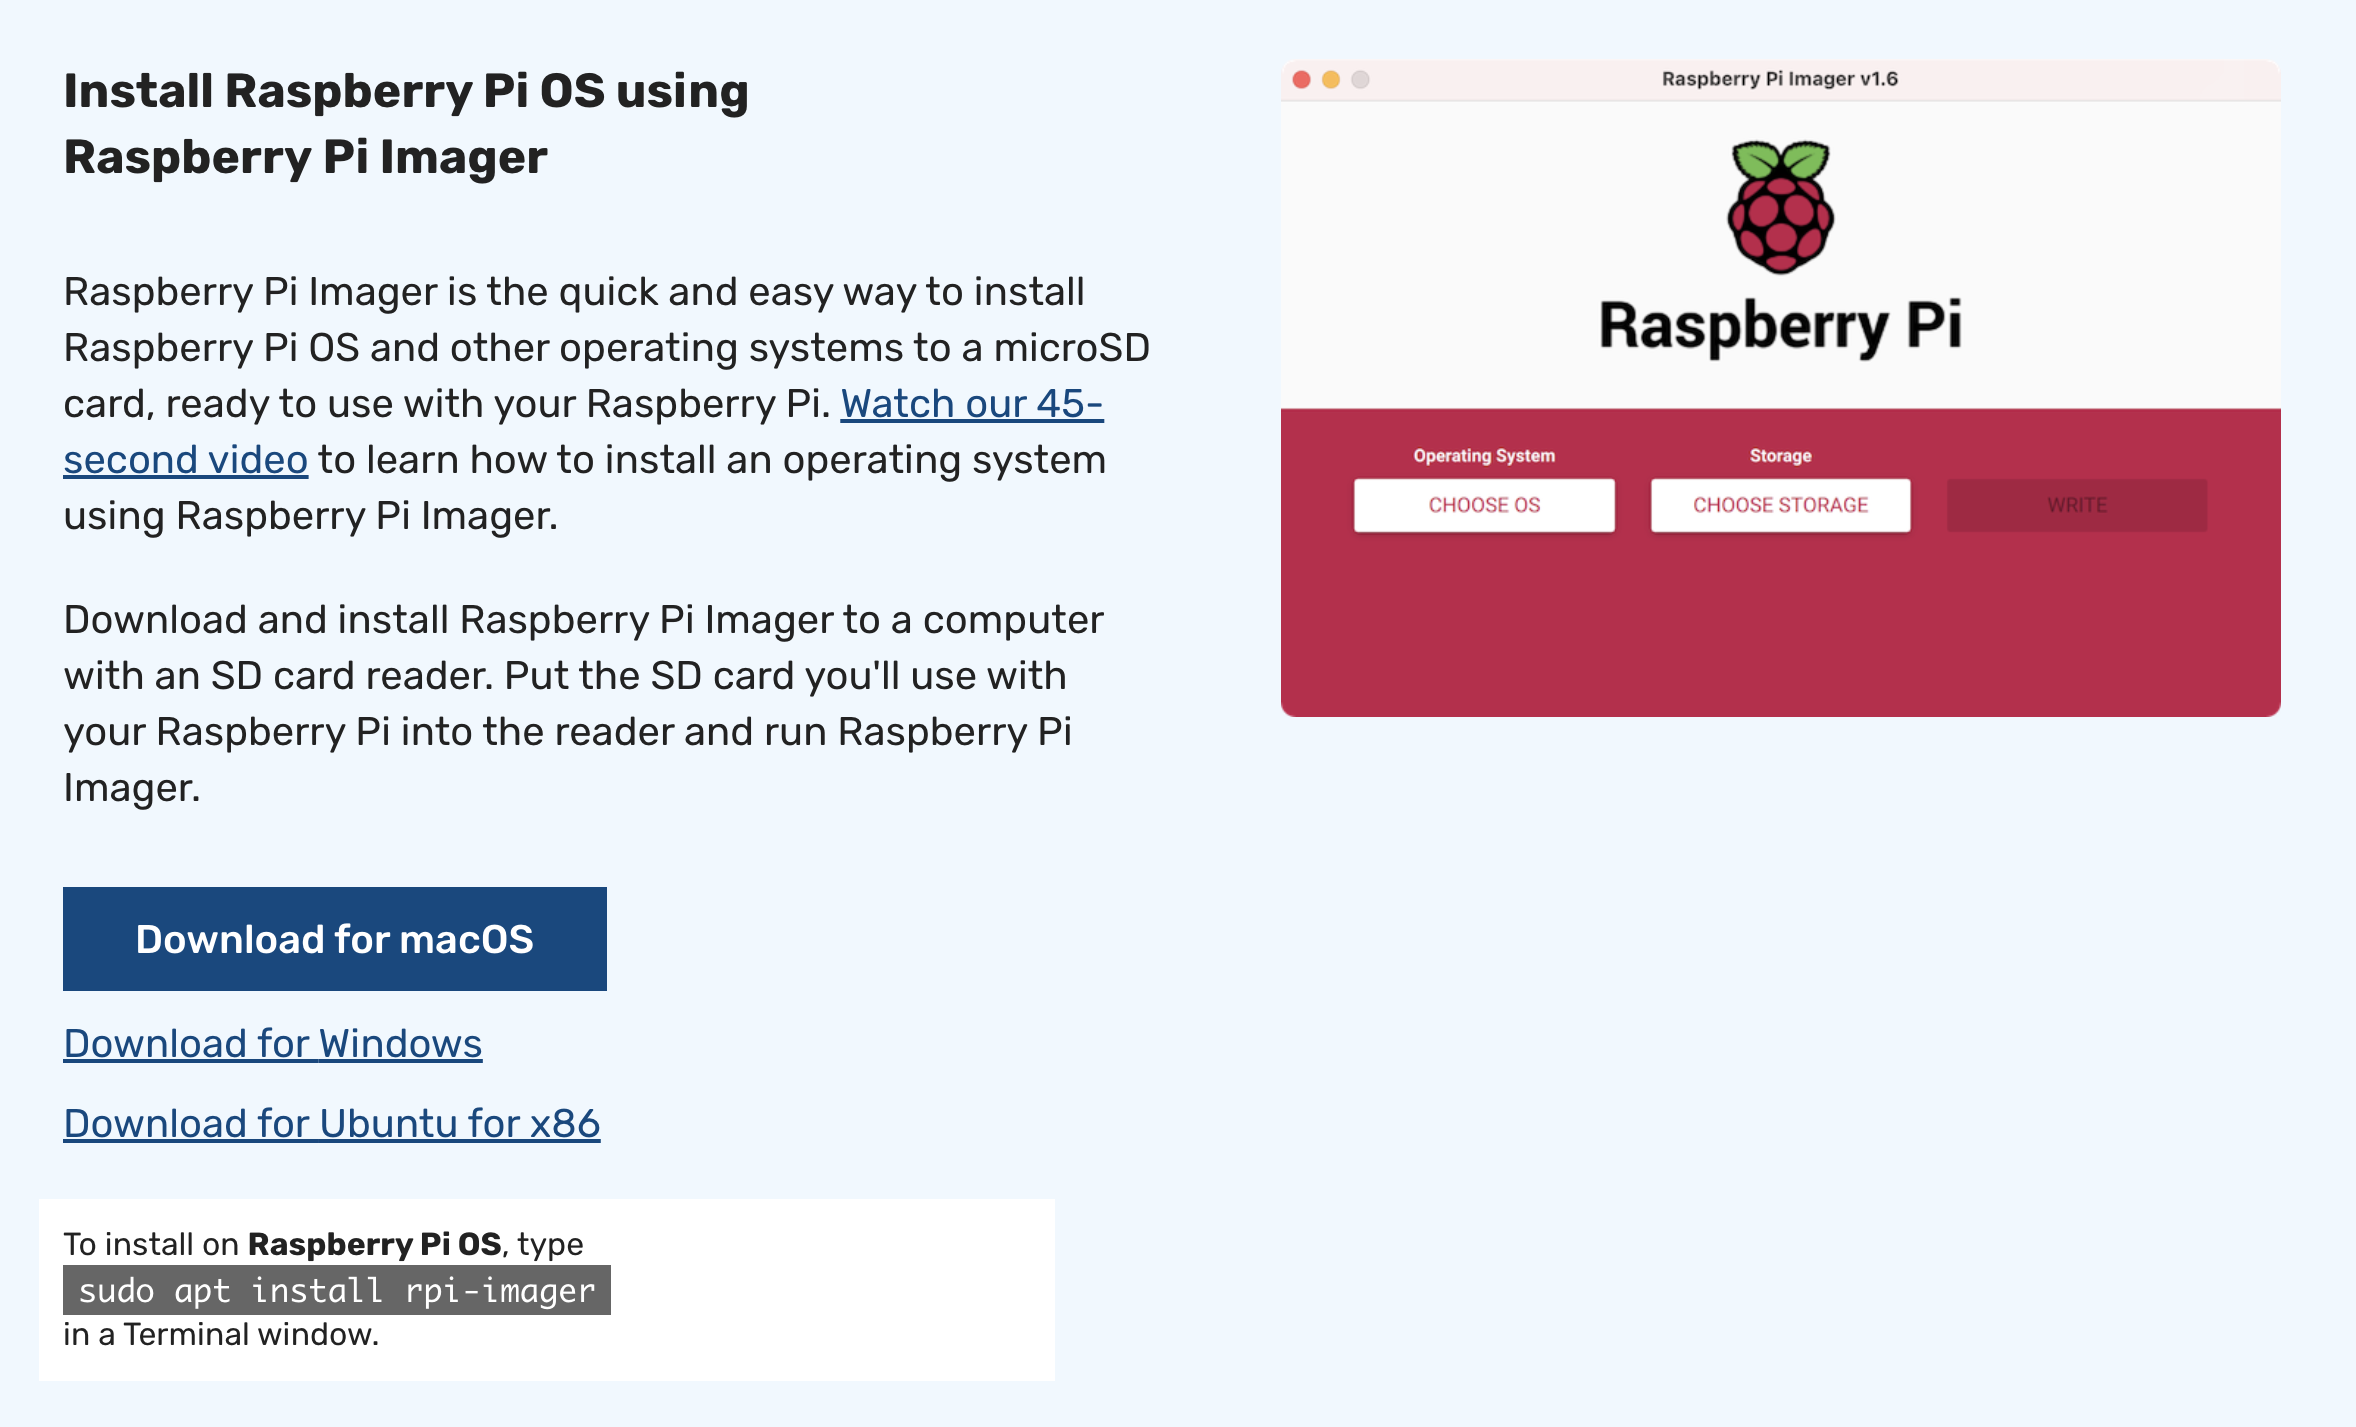 Install Raspberry Pi OS using
Raspberry Pi Imager
Raspberry Pi Imager is the quick and easy way to install
Raspberry Pi OS and other operating systems to a microSD
card, ready to use with your Raspberry Pi. Watch our 45-
second video to learn how to install an operating system
using Raspberry Pi Imager.
Download and install Raspberry Pi Imager to a computer
with an SD card reader. Put the SD card you'll use with
your Raspberry Pi into the reader and run Raspberry Pi
Imager.
Download for macOS
Download for Windows
Download for Ubuntu for x86
To install on Raspberry Pi OS, type
sudo apt install rpi-imager
in a Terminal window.
Raspberry Pi Imager v1.6
Raspberry Pi
Operating System
Storage
CHOOSE OS
CHOOSE STORAGE
WRITE